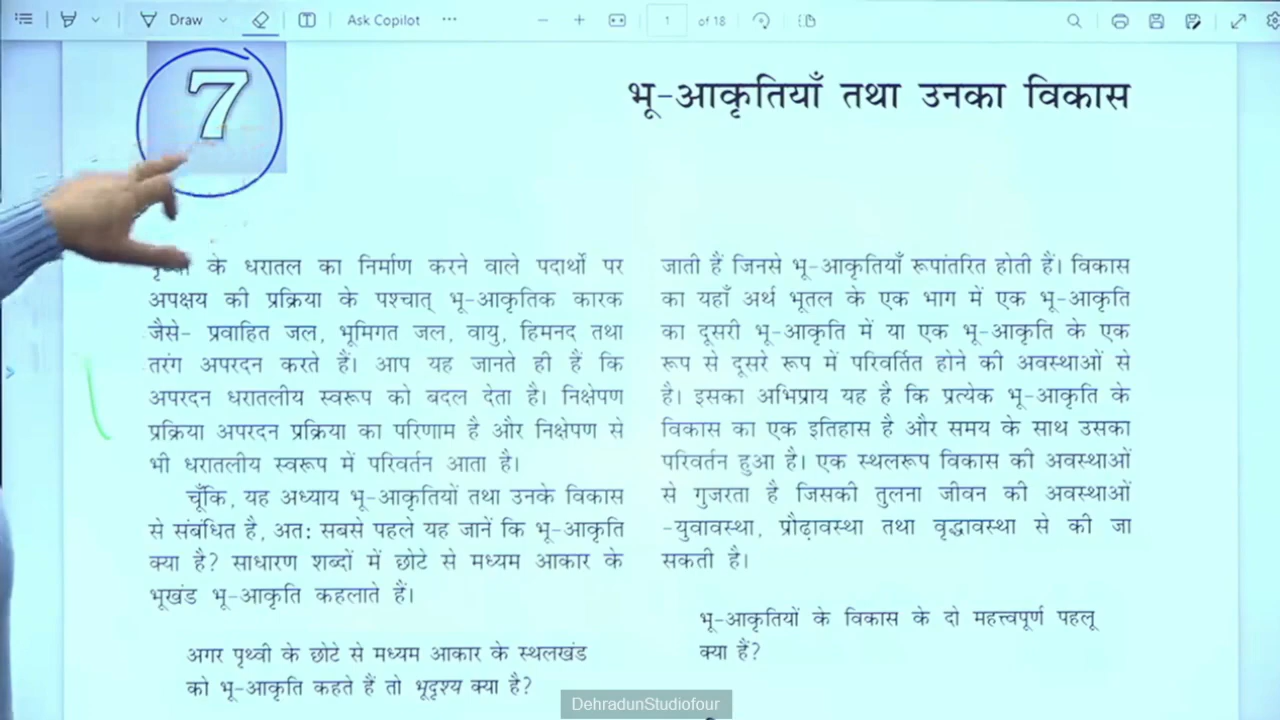 Draw
Ask Copilot
1
of 18
7
भू-आकृतियाँ तथा उनका विकास
के धरातल का निर्माण करने वाले पदार्थो पर
अपक्षय की प्रक्रिया के पश्चात् भू-आकृतिक कारक
जैसे- प्रवाहित जल, भूमिगत जल, वायु, हिमनद तथा
तरंग अपरदन करते हैं। आप यह जानते ही हैं कि
अपरदन धरातलीय स्वरूप को बदल देता है। निक्षेपण
प्रक्रिया अपरदन प्रक्रिया का परिणाम है और निक्षेपण से
भी धरातलीय स्वरूप में परिवर्तन आता है।
चूँकि, यह अध्याय भू-आकृतियों तथा उनके विकास
से संबंधित है, अत: सबसे पहले यह जानें कि भू-आकृति
क्या है? साधारण शब्दों में छोटे से मध्यम आकार के
भूखंड भू-आकृति कहलाते हैं।
अगर पृथ्वी के छोटे से मध्यम आकार के स्थलखंड
को भू-आकृति कहते हैं तो भूदृश्य क्या है?
जाती हैं जिनसे भू-आकृतियाँ रूपांतरित होती हैं। विकास
का यहाँ अर्थ भूतल के एक भाग में एक भू-आकृति
का दूसरी भू-आकृति में या एक भू-आकृति के एक
रूप से दूसरे रूप में परिवर्तित होने की अवस्थाओं से
है। इसका अभिप्राय यह है कि प्रत्येक भू-आकृति के
विकास का एक इतिहास है और समय के साथ उसका
परिवर्तन हुआ है। एक स्थलरूप विकास की अवस्थाओं
से गुजरता है जिसकी तुलना जीवन की अवस्थाओं
-युवावस्था, प्रौढ़ावस्था तथा वृद्धावस्था से की जा
सकती है।
भू-आकृतियों के विकास के दो महत्त्वपूर्ण पहलू
क्या हैं?
DehradunStudiofour